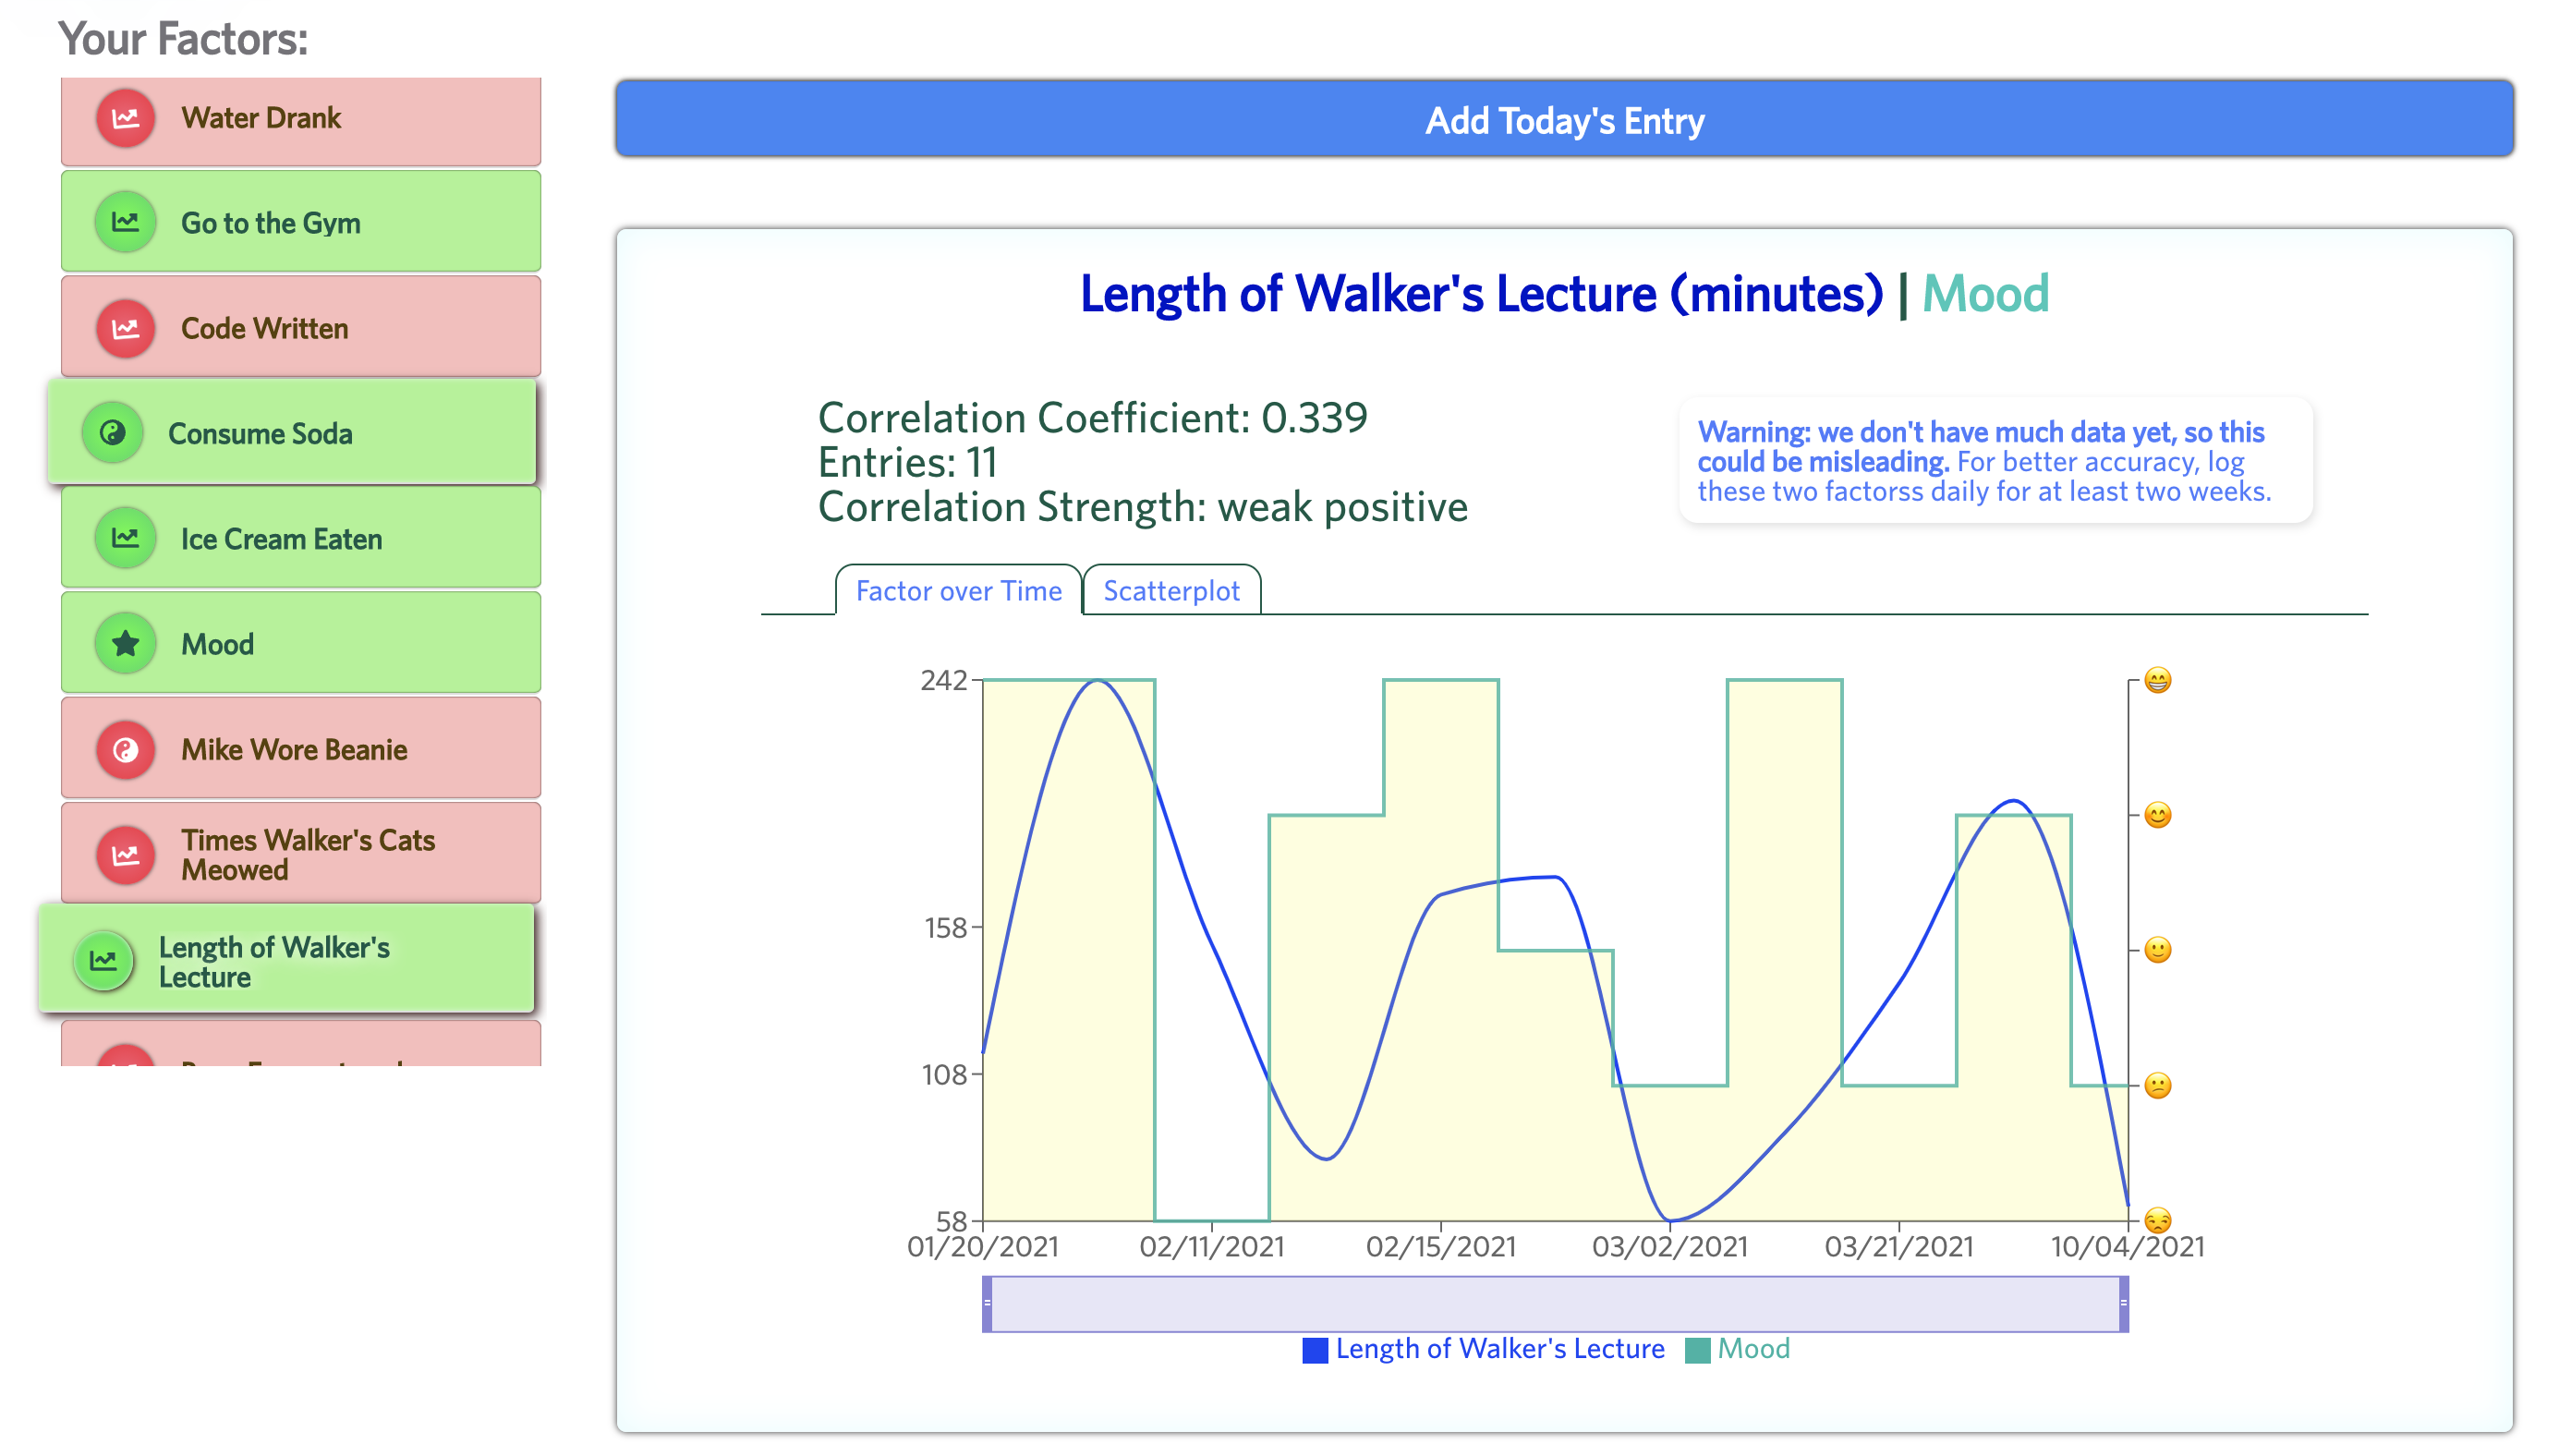 Your Factors:
Water Drank
Go to the Gym
Code Written
Consume Soda
Ice Cream Eaten
Mood
Mike Wore Beanie
Times Walker's Cats
Meowed
Length of Walker's
Lecture
Add Today's Entry
Length of Walker's Lecture (minutes) | Mood
Correlation Coefficient: 0.339
Entries: 11
Correlation Strength: weak positive
Warning: we don't have much data yet, so this
could be misleading. For better accuracy, log
these two factorss daily for at least two weeks.
Factor over Time
Scatterplot
242
158
108
58
01/20/2021
02/11/2021
02/15/2021
03/02/2021
03/21/2021
10/04/2021
Length of Walker's Lecture
Mood